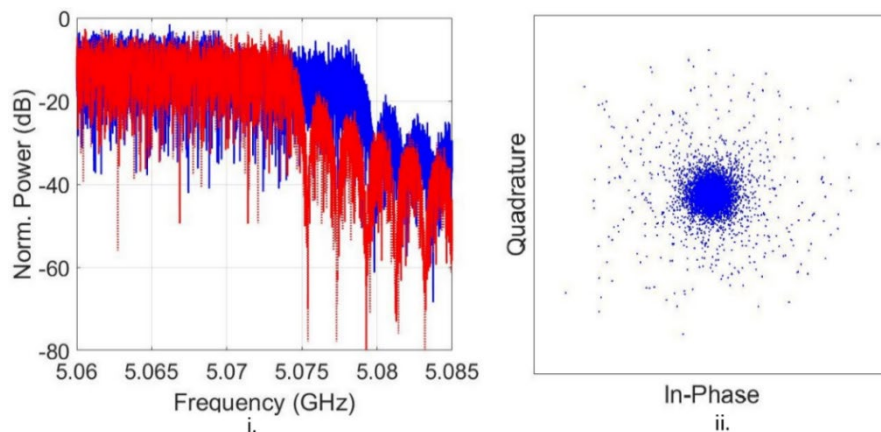 Norm. Power (dB)
0
-20
-40
-60
-80
5.06 5.065 5.07 5.075 5.08 5.085
Frequency (GHz)
i.
Quadrature
In-Phase
ii.